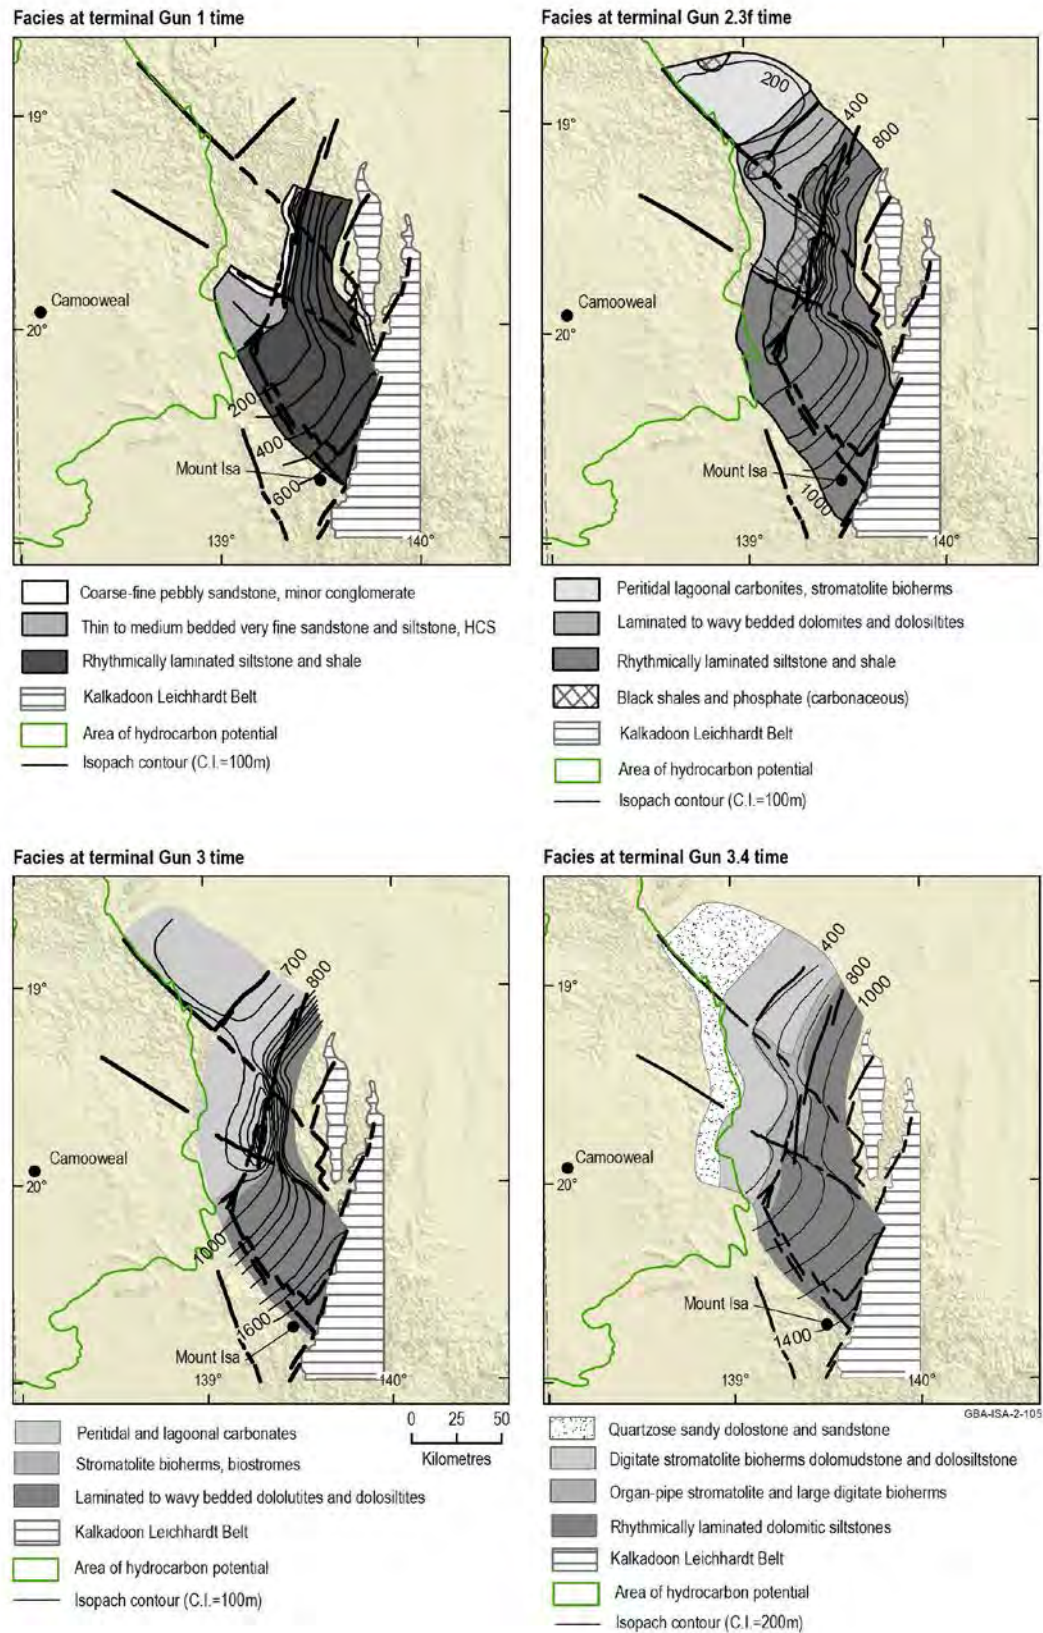 Facies at terminal Gun 1 time
19°
200
400
600
Camooweal
20°
Mount Isa
139°
140°
Coarse-fine pebbly sandstone, minor conglomerate
Thin to medium bedded very fine sandstone and siltstone, HCS
Rhythmically laminated siltstone and shale
Kalkadoon Leichhardt Belt
Area of hydrocarbon potential
Isopach contour (C.I.=100m)
Facies at terminal Gun 2.3f time
200
400
800
19°
Camooweal
20°
Mount Isa
1000
139°
140°
Peritidal lagoonal carbonites, stromatolite bioherms
Laminated to wavy bedded dolomites and dolosiltites
Rhythmically laminated siltstone and shale
Black shales and phosphate (carbonaceous)
Kalkadoon Leichhardt Belt
Area of hydrocarbon potential
Isopach contour (C.I.=100m)
Facies at terminal Gun 3 time
700
800
19°
Camooweal
20°
1000
1600
Mount Isa
139°
140°
Peritidal and lagoonal carbonates
Stromatolite bioherms, biostromes
Laminated to wavy bedded dololutites and dolosiltites
Kalkadoon Leichhardt Belt
Area of hydrocarbon potential
Isopach contour (C.I.=100m)
0 25 50
Kilometres
Facies at terminal Gun 3.4 time
400
800
1000
19°
Camooweal
20°
Mount Isa
1400
139°
140°
GBA-ISA-2-105
Quartzose sandy dolostone and sandstone
Digitate stromatolite bioherms dolomudstone and dolosiltstone
Organ-pipe stromatolite and large digitate bioherms
Rhythmically laminated dolomitic siltstones
Kalkadoon Leichhardt Belt
Area of hydrocarbon potential
Isopach contour (C.I.=200m)